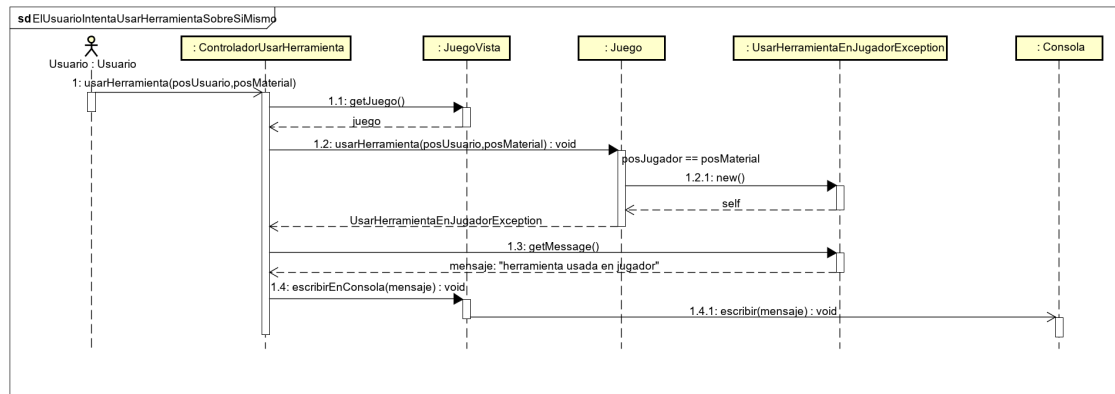 sd ElUsuarioIntentaUsarHerramientaSobreSiMismo
: ControladorUsarHerramienta
: JuegoVista
: Juego
: UsarHerramientaEnJugadorException
: Consola
Usuario : Usuario
1: usarHerramienta(posUsuario,posMaterial)
1.1: getJuego()
juego
1.2: usarHerramienta(posUsuario,posMaterial) : void
posJugador == posMaterial
1.2.1: new()
self
UsarHerramientaEnJugadorException
1.3: getMessage()
mensaje: "herramienta usada en jugador"
1.4: escribirEnConsola(mensaje) : void
1.4.1: escribir(mensaje) : void